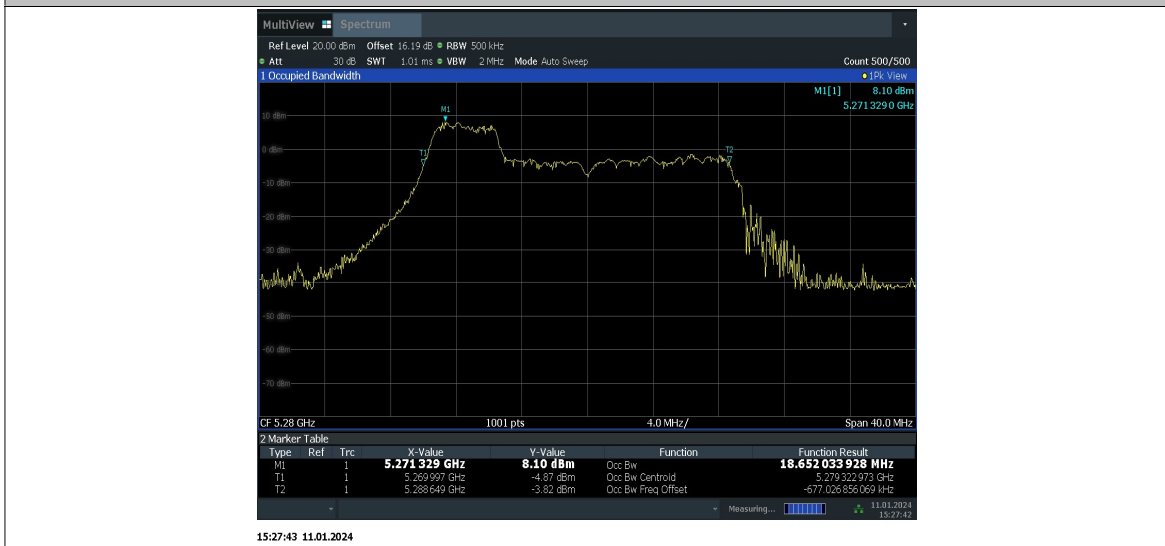 MultiView Spectrum
Ref Level 20.00 dBm Offset 16.19 dB RBW 500 kHz
Att 30 dB SWT 1.01 ms VBW 2 MHz Mode Auto Sweep Count 500/500
1 Occupied Bandwidth 1Pk View
M1[1] 8.10 dBm
5.271 329 0 GHz
M1
10 dBm
T1
T2
0 dBm
-10 dBm
-20 dBm
-30 dBm
-50 dBm
-60 dBm
-70 dBm
CF 5.28 GHz 1001 pts 4.0 MHz/ Span 40.0 MHz
2 Marker Table
Type Ref Trc X-Value Y-Value Function Function Result
M1 1 5.271 329 GHz 8.10 dBm Occ Bw 18.652 033 928 MHz
T1 1 5.269 997 GHz -4.87 dBm Occ Bw Centroid 5.279 322 973 GHz
T2 1 5.288 649 GHz -3.82 dBm Occ Bw Freq Offset -677.026 856 069 kHz
Measuring... 11.01.2024
15:27:42
15:27:43 11.01.2024